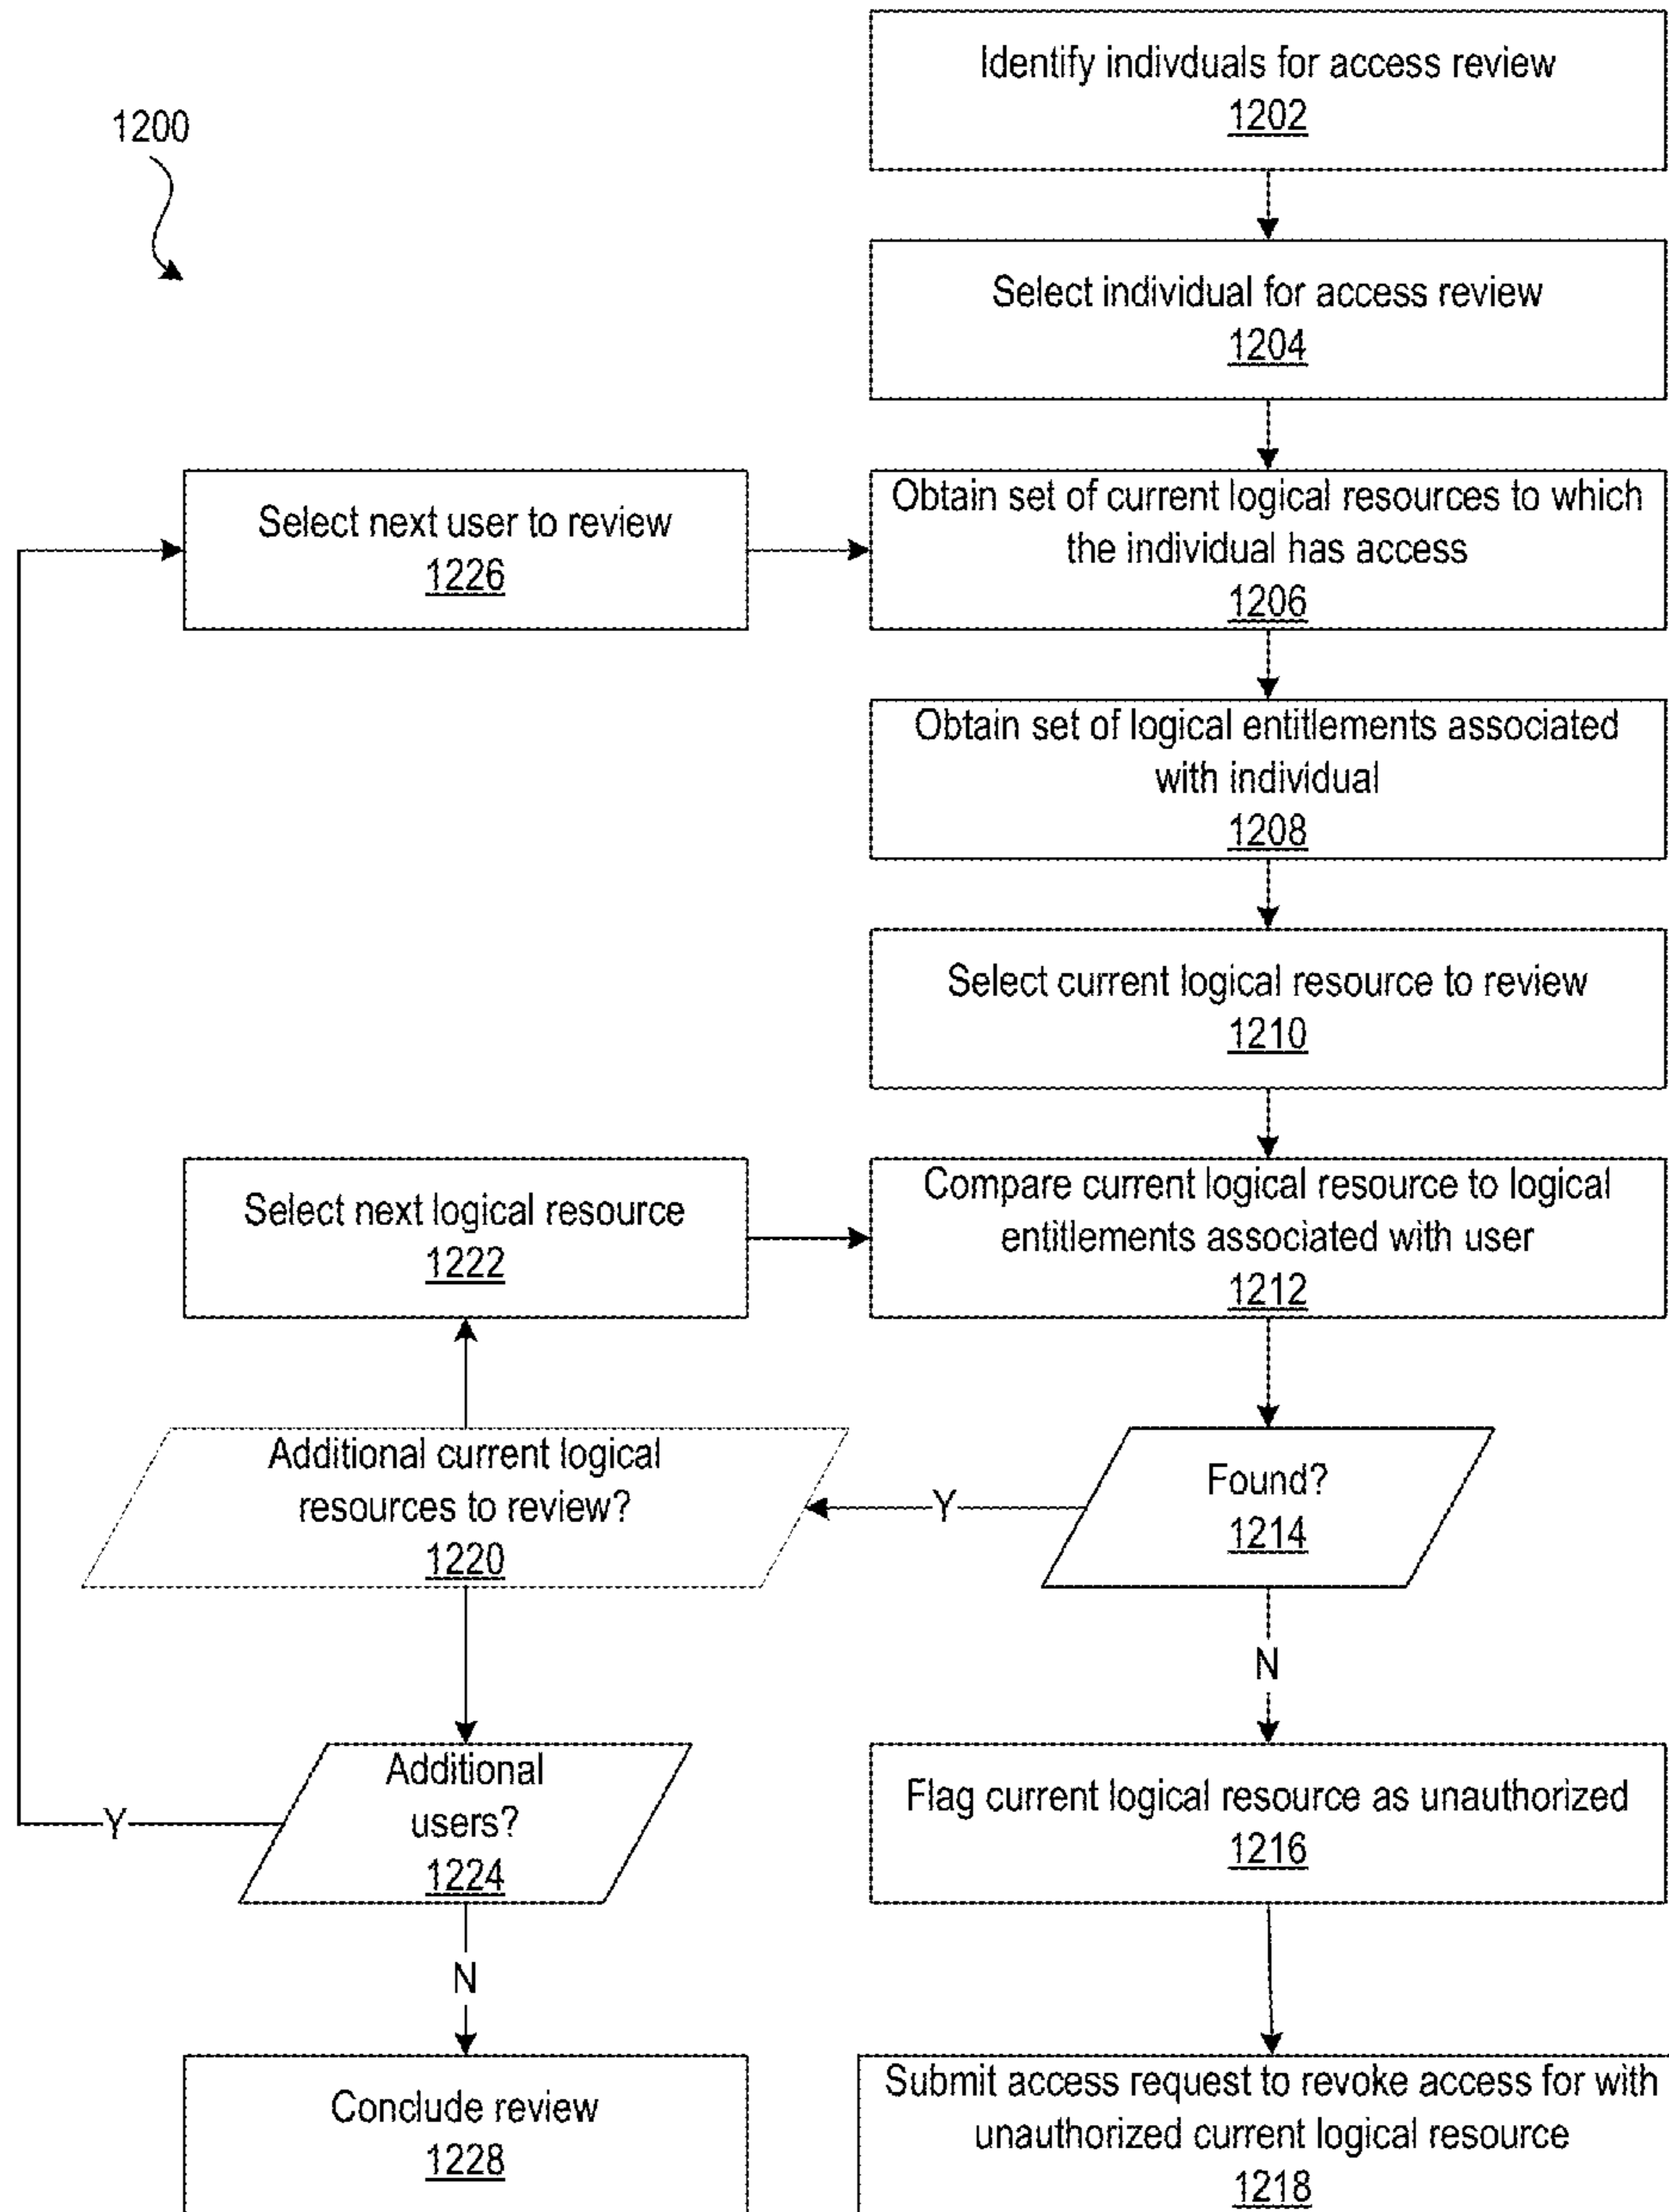 Identify indivduals for access review
1202
1200
Select individual for access review
1204
Select next user to review
1226
Obtain set of current logical resources to which
the individual has access
1206
Obtain set of logical entitlements associated
with individual
1208
Select current logical resource to review
1210
Select next logical resource
1222
Compare current logical resource to logical
entitlements associated with user
1212
Additional current logical
resources to review?
1220
Y
Found?
1214
N
Additional
users?
1224
Y
Flag current logical resource as unauthorized
1216
N
Conclude review
1228
Submit access request to revoke access for with
unauthorized current logical resource
1218